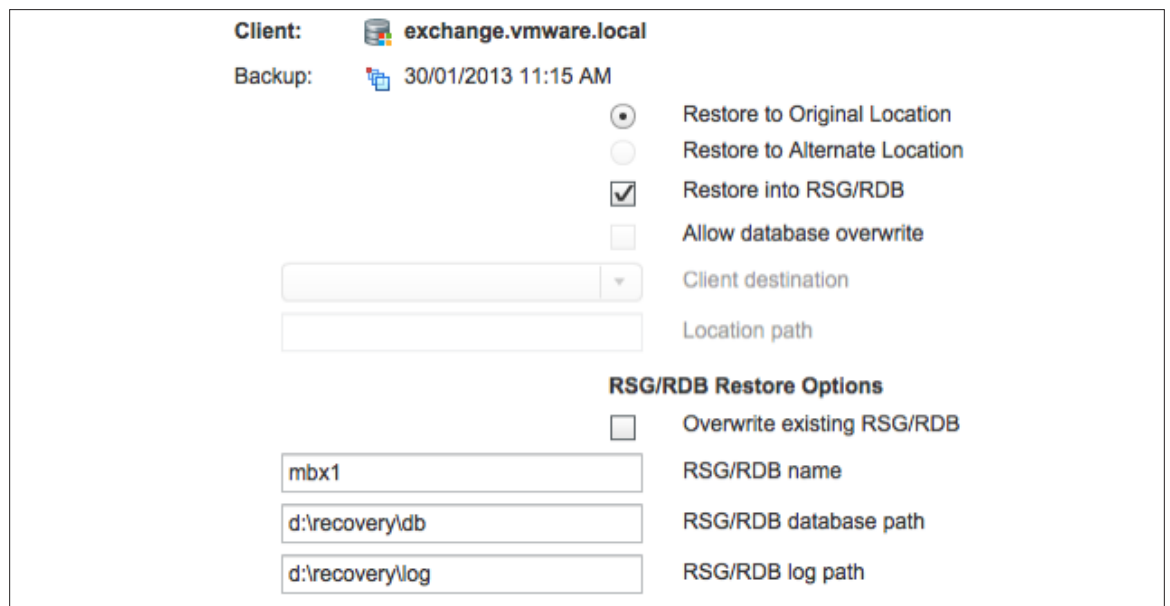 Client: exchange.vmware.local
Backup: 30/01/2013 11:15 AM
Restore to Original Location
Restore to Alternate Location
Restore into RSG/RDB
Allow database overwrite
Client destination
Location path
RSG/RDB Restore Options
Overwrite existing RSG/RDB
mbx1 RSG/RDB name
d:\recovery\db RSG/RDB database path
d:\recovery\log RSG/RDB log path